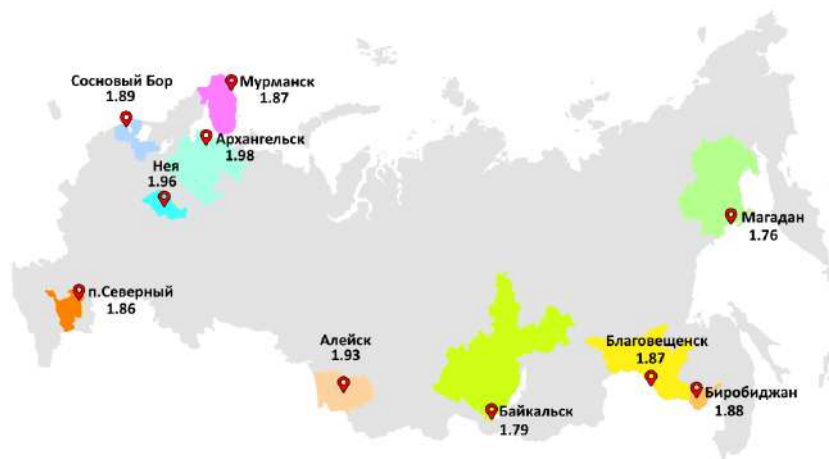 Сосновый Бор
1.89
Мурманск
1.87
Архангельск
1.98
Нея
1.96
Магадан
1.76
п.Северный
1.86
Алейск
1.93
Благовещенск
1.87
Биробиджан
1.88
Байкальск
1.79